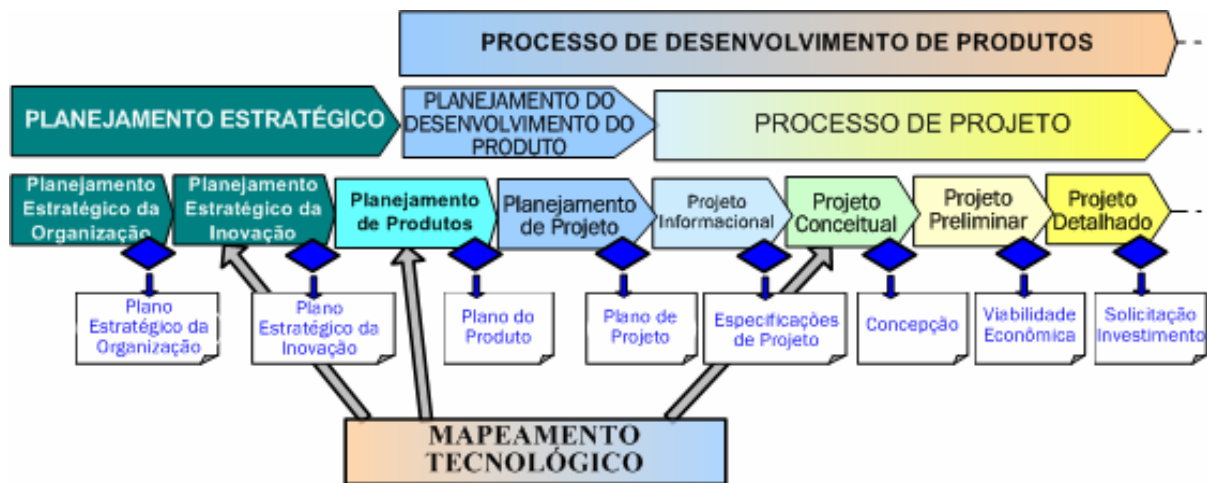 PROCESSO DE DESENVOLVIMENTO DE PRODUTOS
PLANEJAMENTO ESTRATÉGICO
PLANEJAMENTO DO
DESENVOLVIMENTO DO
PRODUTO
PROCESSO DE PROJETO
Planejamento
Estratégico da
Organização
Planejamento
Estratégico da
Inovação
Planejamento
de Produtos
Planejamento
de Projeto
Projeto
Informacional
Projeto
Conceitual
Projeto
Preliminar
Projeto
Detalhado
Plano
Estratégico da
Organização
Plano
Estratégico da
Inovação
Plano do
Produto
Plano de
Projeto
Especificações
de Projeto
Concepção
Viabilidade
Econômica
Solicitação
Investimento
MAPEAMENTO
TECNOLÓGICO